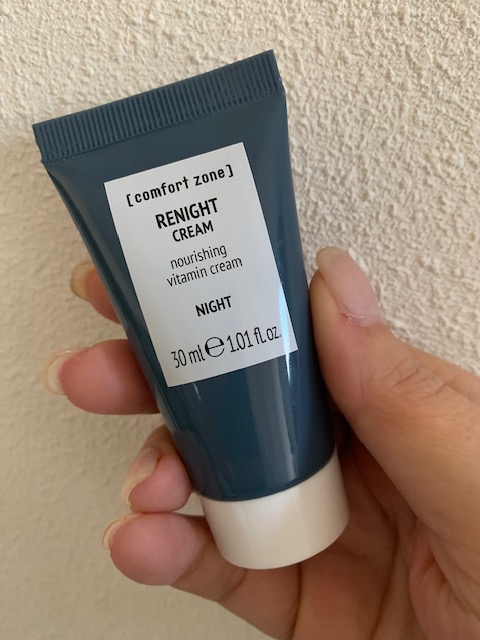 [comfort zone]
RENIGHT
CREAM
nourishing
vitamin cream
NIGHT
30 ml ℮ 1.01 fl.oz.